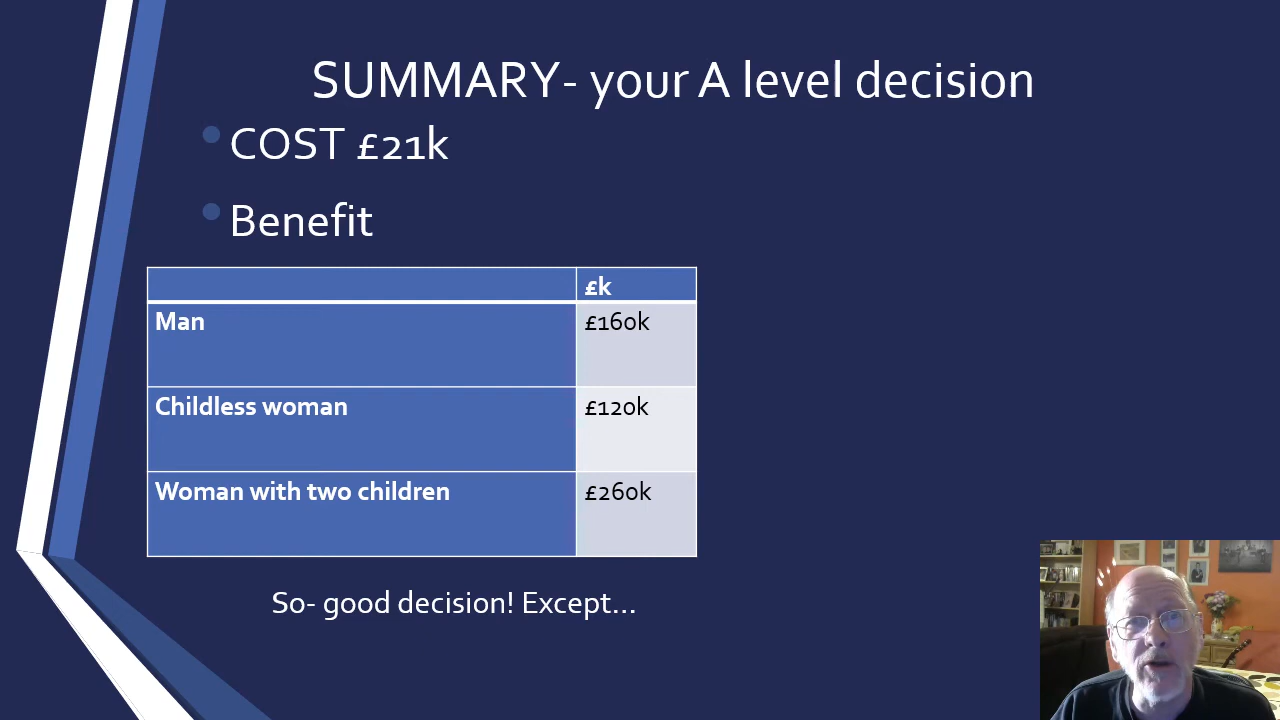 SUMMARY- your A level decision
COST £21k
Benefit
£k
Man £160k
Childless woman £120k
Woman with two children £260k
So- good decision! Except...